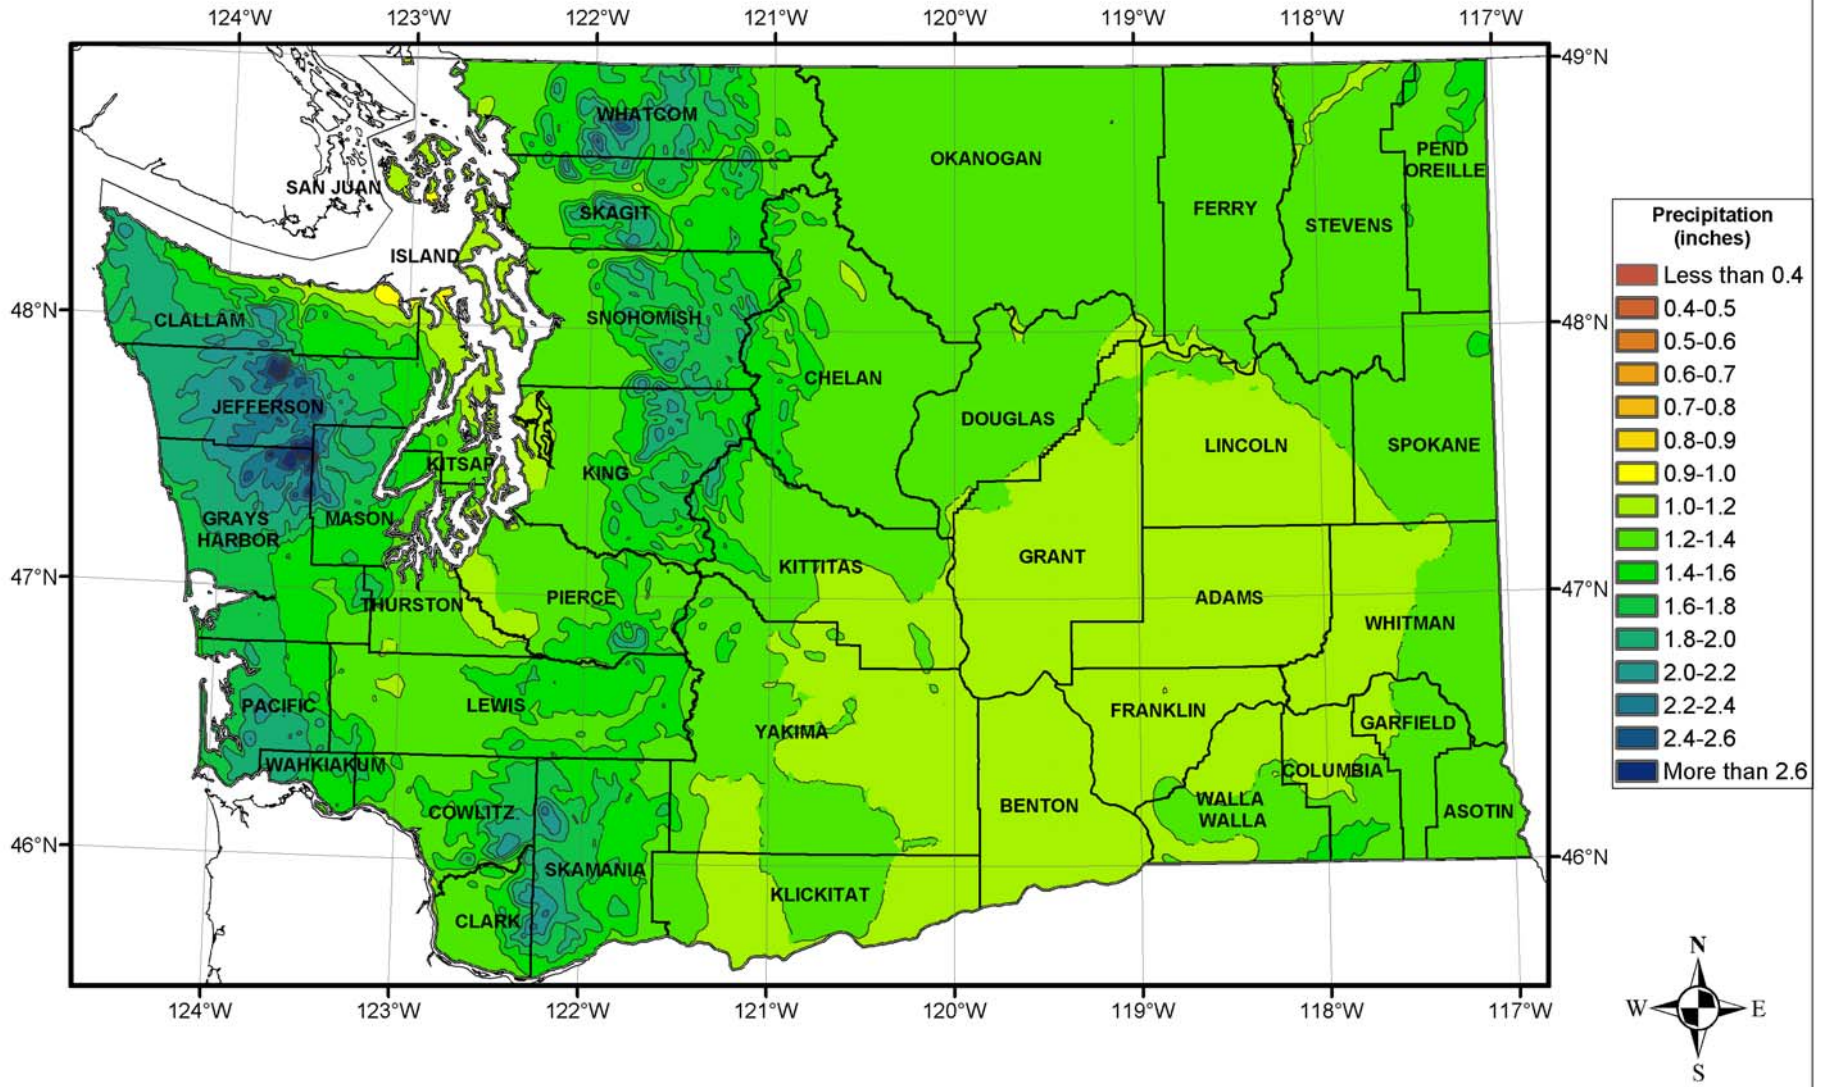 124°W 123°W 122°W 121°W 120°W 119°W 118°W 117°W
49°N
WHATCOM
OKANOGAN
PEND
OREILLE
SAN JUAN
FERRY
SKAGIT
STEVENS
ISLAND
48°N
CLALLAM
SNOHOMISH
48°N
CHELAN
JEFFERSON
DOUGLAS
LINCOLN
SPOKANE
KITSAP
KING
GRAYS
HARBOR
MASON
GRANT
KITTITAS
47°N
47°N
THURSTON
PIERCE
ADAMS
WHITMAN
PACIFIC
LEWIS
FRANKLIN
GARFIELD
YAKIMA
WAHKIAKUM
COLUMBIA
COWLITZ
BENTON
WALLA
WALLA
ASOTIN
46°N
46°N
SKAMANIA
KLICKITAT
CLARK
124°W 123°W 122°W 121°W 120°W 119°W 118°W 117°W
Precipitation
(inches)
Less than 0.4
0.4-0.5
0.5-0.6
0.6-0.7
0.7-0.8
0.8-0.9
0.9-1.0
1.0-1.2
1.2-1.4
1.4-1.6
1.6-1.8
1.8-2.0
2.0-2.2
2.2-2.4
2.4-2.6
More than 2.6
N
W E
S